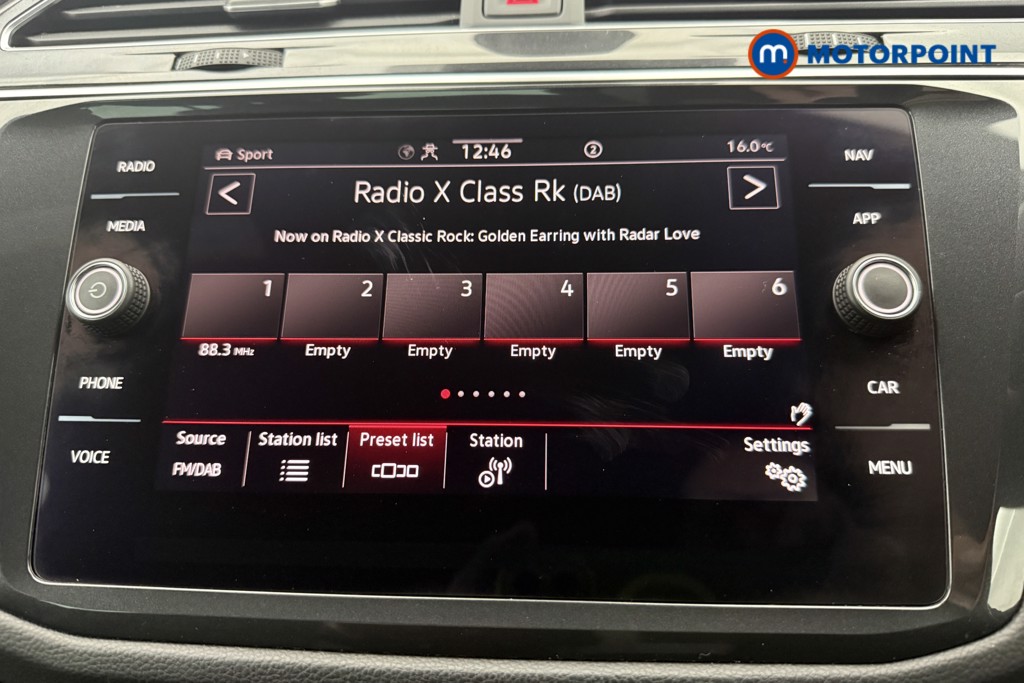 m.
MOTORPOINT
RADIO
MEDIA
PHONE
VOICE
Sport
12:46
2
16.0°C
Radio X Class Rk (DAB)
Now on Radio X Classic Rock: Golden Earring with Radar Love
1 2 3 4 5 6
88.3 MHz Empty Empty Empty Empty Empty
Source Station list Preset list Station Settings
FM/DAB
NAV
APP
CAR
MENU